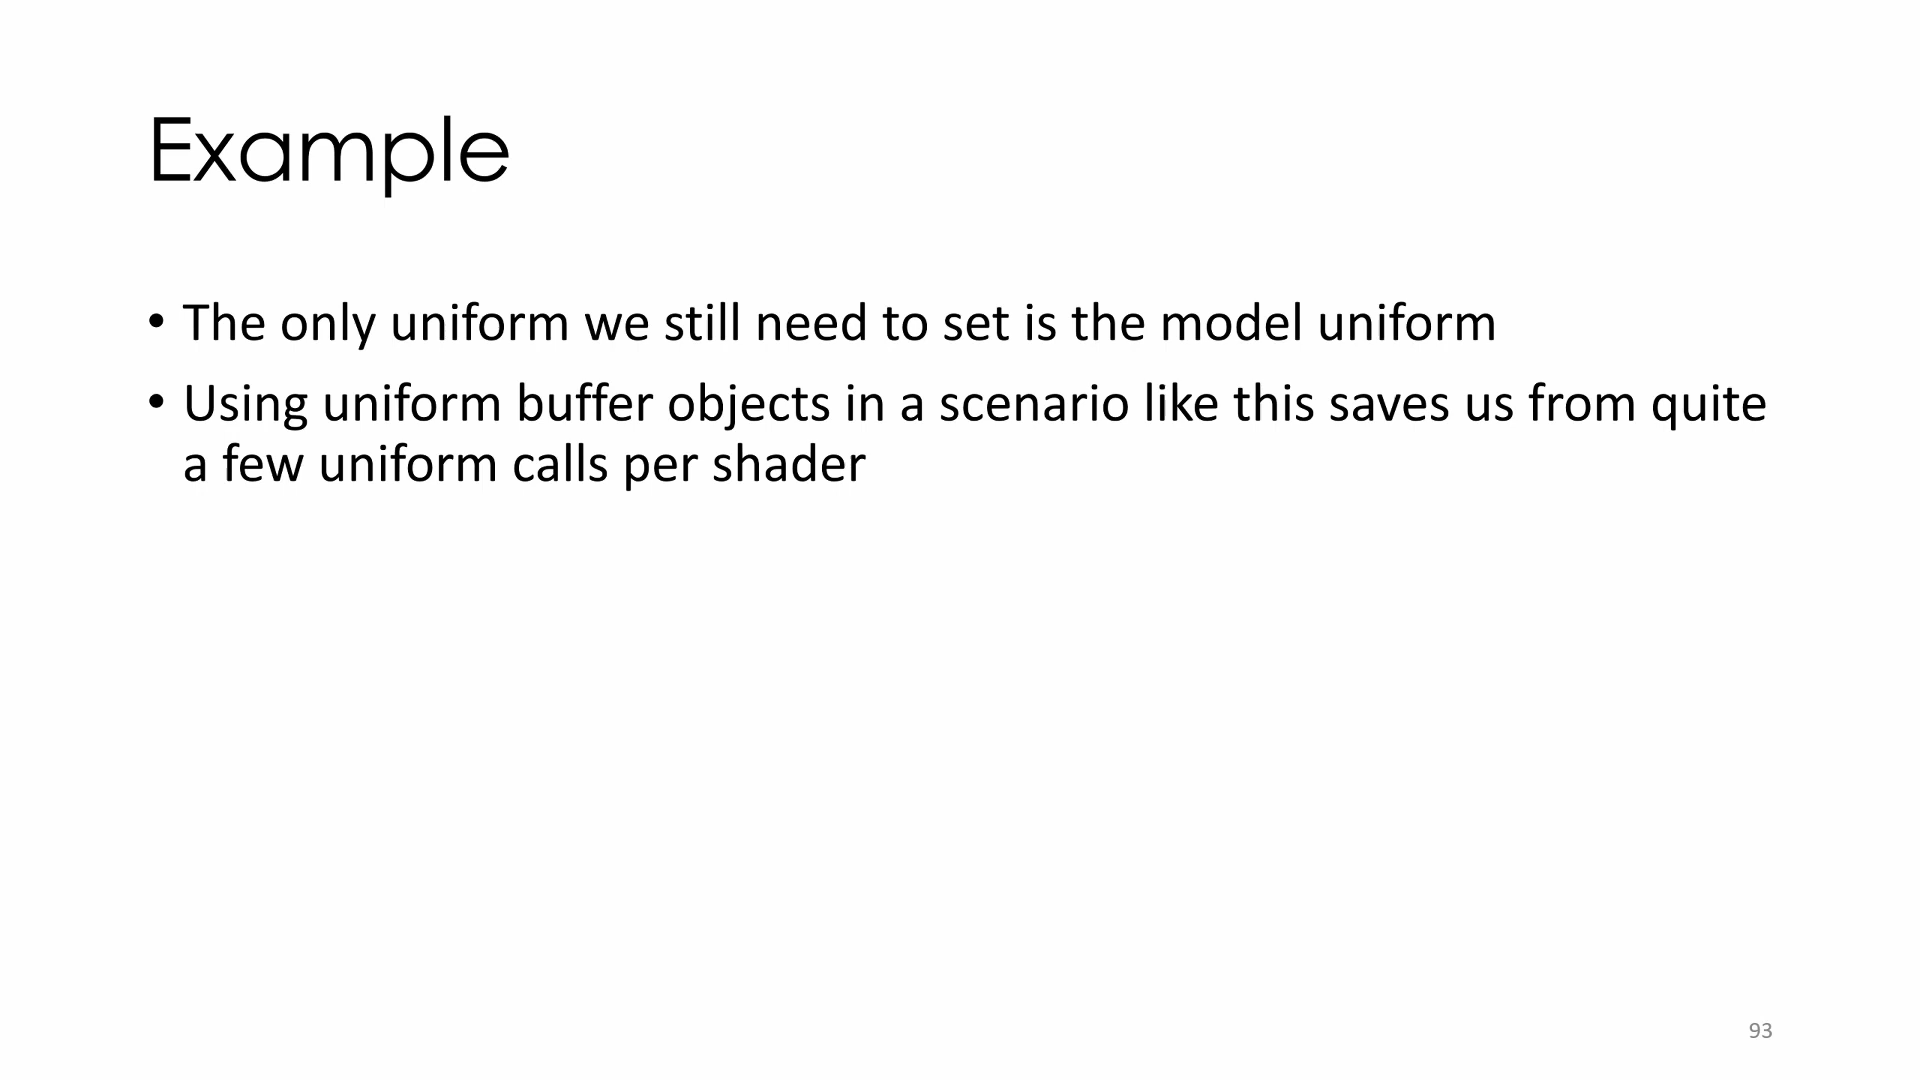 Example
• The only uniform we still need to set is the model uniform
• Using uniform buffer objects in a scenario like this saves us from quite
a few uniform calls per shader
93